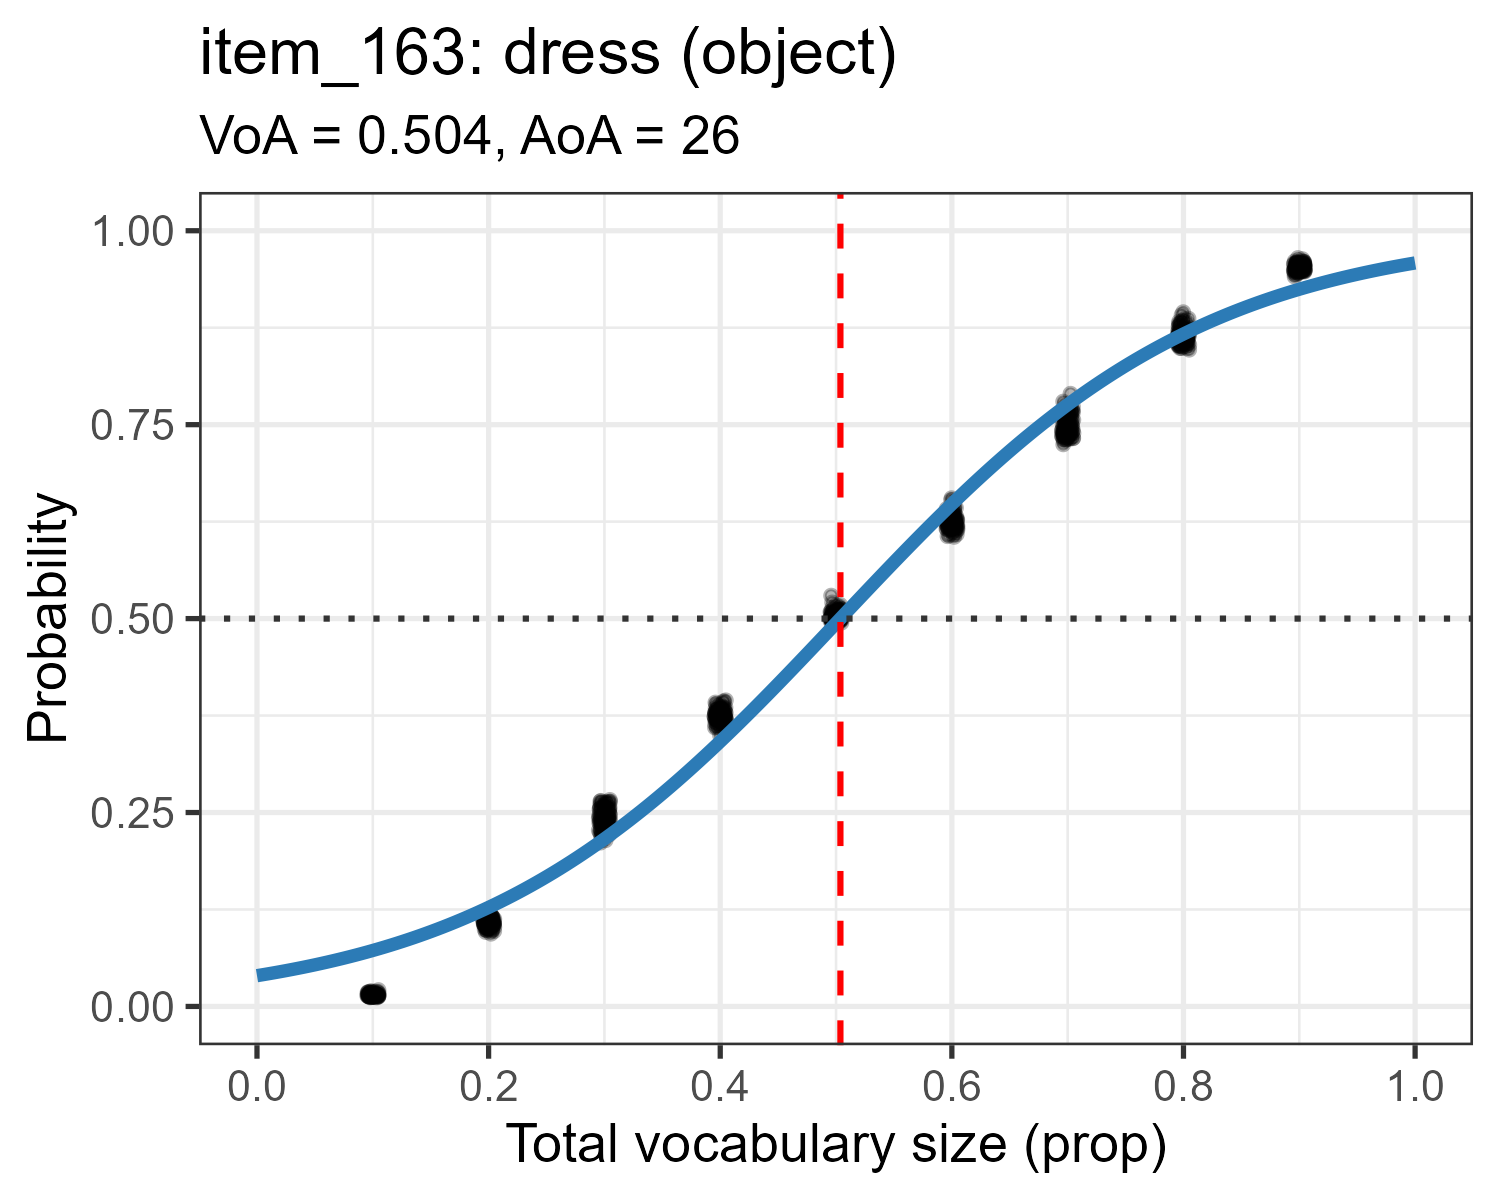 item_163: dress (object)
VoA = 0.504, AoA = 26
1.00
0.75
0.50
0.25
0.00
Probability
0.0 0.2 0.4 0.6 0.8 1.0
Total vocabulary size (prop)